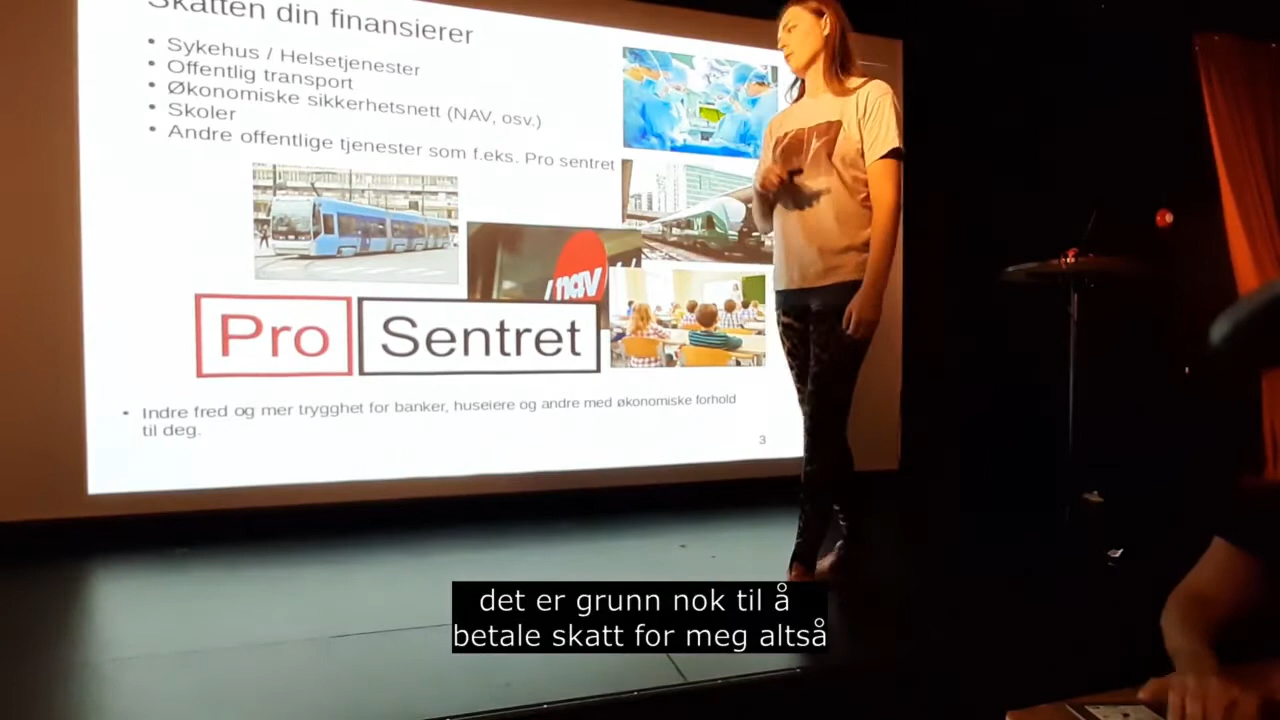 Skatten din finansierer
• Sykehus / Helsetjenester
• Offentlig transport
• Økonomiske sikkerhetsnett (NAV, osv.)
• Skoler
• Andre offentlige tjenester som f.eks. Pro sentret
nav
Pro Sentret
• Indre fred og mer trygghet for banker, huseiere og andre med økonomiske forhold
til deg.
3
det er grunn nok til å
betale skatt for meg altså